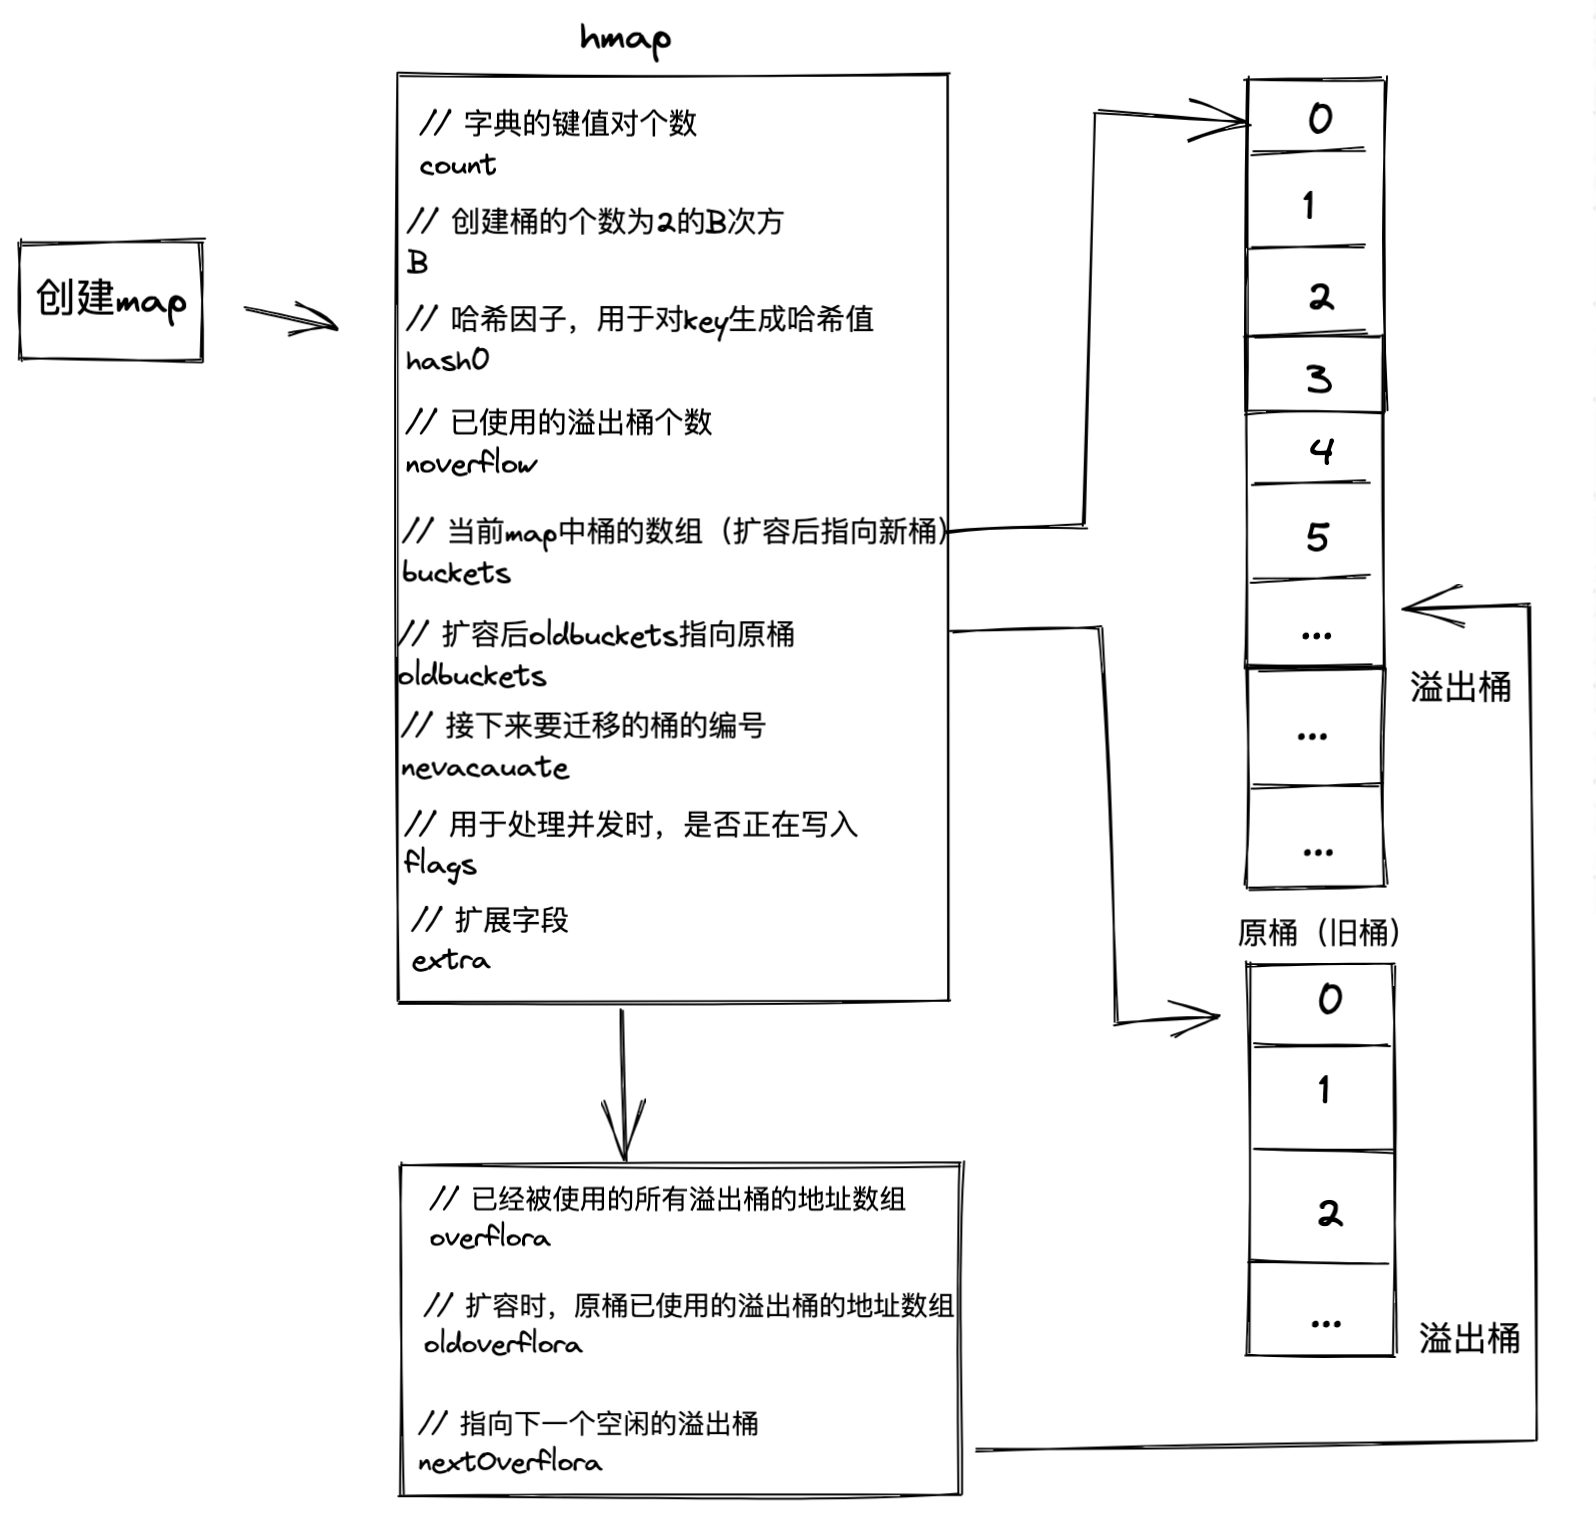 hmap
创建map
// 字典的键值对个数
count
// 创建桶的个数为2的B次方
B
// 哈希因子，用于对key生成哈希值
hash0
// 已使用的溢出桶个数
noverflow
// 当前map中桶的数组（扩容后指向新桶）
buckets
// 扩容后oldbuckets指向原桶
oldbuckets
// 接下来要迁移的桶的编号
nevacauate
// 用于处理并发时，是否正在写入
flags
// 扩展字段
extra
// 已经被使用的所有溢出桶的地址数组
overflora
// 扩容时，原桶已使用的溢出桶的地址数组
oldoverflora
// 指向下一个空闲的溢出桶
nextOverflora
0
1
2
3
4
5
...
溢出桶
...
...
原桶（旧桶）
0
1
2
...
溢出桶